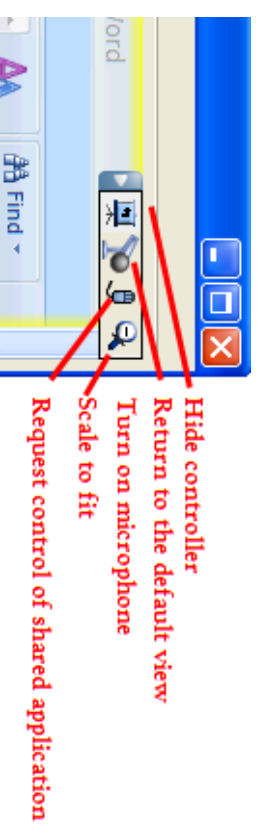 Word
Find
Hide controller
Return to the default view
Turn on microphone
Scale to fit
Request control of shared application